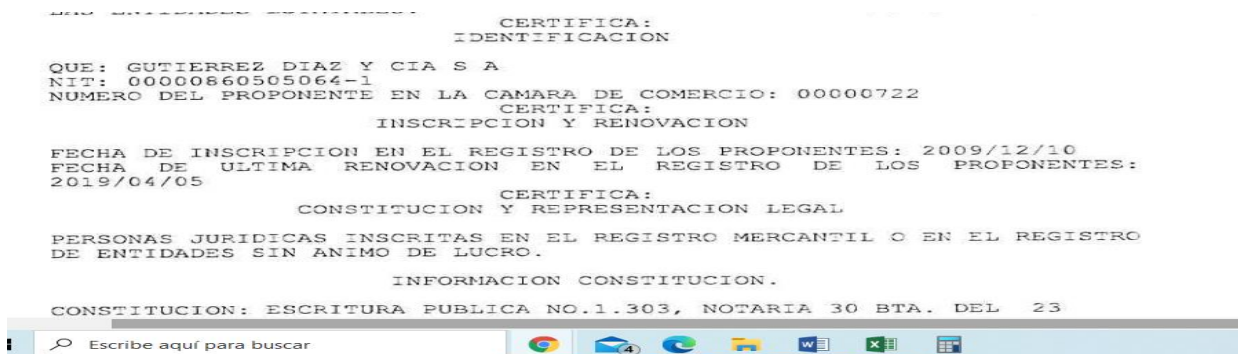 CERTIFICA:
IDENTIFICACION
QUE: GUTIERREZ DIAZ Y CIA S A
NIT: 00000860505064-1
NUMERO DEL PROPONENTE EN LA CAMARA DE COMERCIO: 00000722
CERTIFICA:
INSCRIPCION Y RENOVACION
FECHA DE INSCRIPCION EN EL REGISTRO DE LOS PROPONENTES: 2009/12/10
FECHA DE ULTIMA RENOVACION EN EL REGISTRO DE LOS PROPONENTES:
2019/04/05
CERTIFICA:
CONSTITUCION Y REPRESENTACION LEGAL
PERSONAS JURIDICAS INSCRITAS EN EL REGISTRO MERCANTIL O EN EL REGISTRO
DE ENTIDADES SIN ANIMO DE LUCRO.
INFORMACION CONSTITUCION.
CONSTITUCION: ESCRITURA PUBLICA NO.1.303, NOTARIA 30 BTA. DEL 23
Escribe aquí para buscar
4